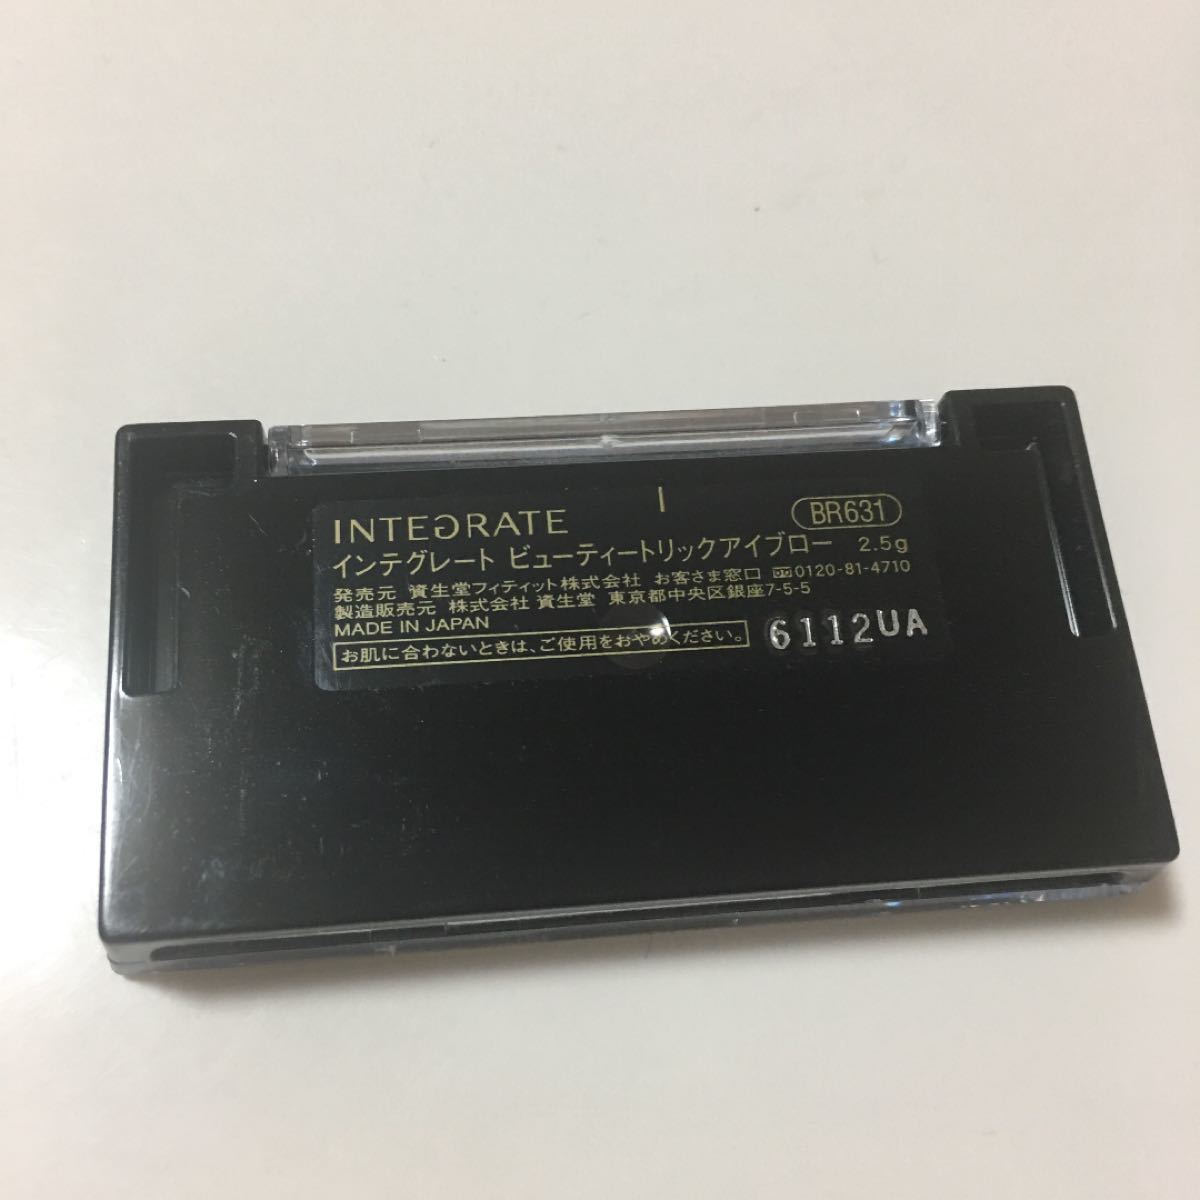 INTEGRATE BR631
インテグレート ビューティートリックアイブロー 2.5g
発売元 資生堂フィティット株式会社 お客さま窓口 0120-81-4710
製造販売元 株式会社 資生堂 東京都中央区銀座7-5-5
MADE IN JAPAN
お肌に合わないときは、ご使用をおやめください。 6112UA